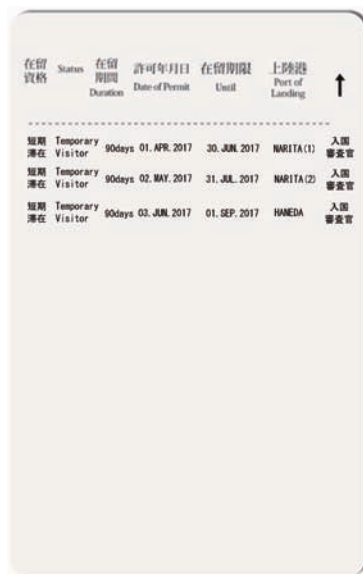 在留資格 Status 在留期間 Duration 許可年月日 Date of Permit 在留期限 Until 上陸港 Port of Landing ↑
短期滞在 Temporary Visitor 90days 01. APR. 2017 30. JUN. 2017 NARITA(1) 入国審査官
短期滞在 Temporary Visitor 90days 02. MAY. 2017 31. JUL. 2017 NARITA(2) 入国審査官
短期滞在 Temporary Visitor 90days 03. JUN. 2017 01. SEP. 2017 HANEDA 入国審査官